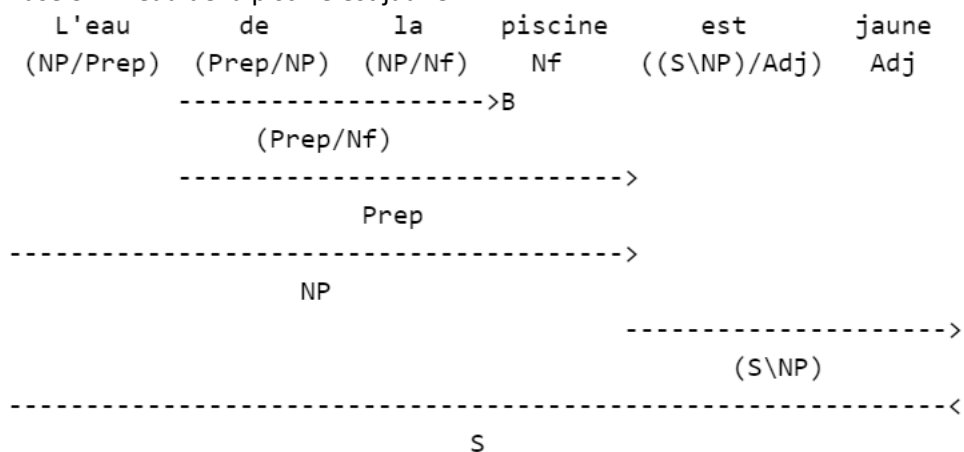 L'eau de la piscine est jaune
(NP/Prep) (Prep/NP) (NP/Nf) Nf ((S\NP)/Adj) Adj
-------------------->B
(Prep/Nf)
----------------------------->
Prep
---------------------------------------->
NP
--------------------->
(S\NP)
-------------------------------------------------------------<
S